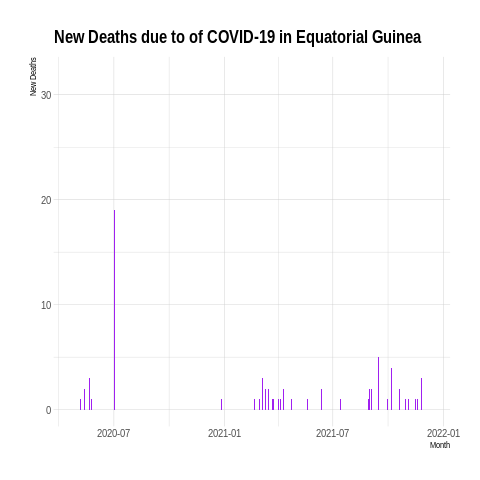 New Deaths due to of COVID-19 in Equatorial Guinea
New Deaths
30
20
10
0
2020-07
2021-01
2021-07
2022-01
Month